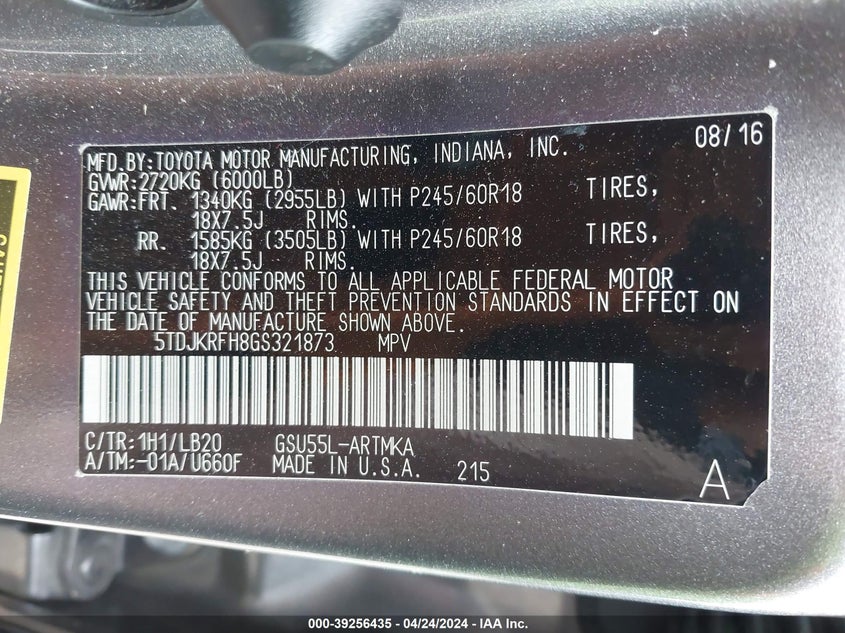 08/16
MFD.BY:TOYOTA MOTOR MANUFACTURING, INDIANA, INC.
GVWR:2720KG (6000LB)
GAWR:FRT. 1340KG (2955LB) WITH P245/60R18 TIRES,
18X7.5J RIMS.
RR. 1585KG (3505LB) WITH P245/60R18 TIRES,
18X7.5J RIMS.
THIS VEHICLE CONFORMS TO ALL APPLICABLE FEDERAL MOTOR
VEHICLE SAFETY AND THEFT PREVENTION STANDARDS IN EFFECT ON
THE DATE OF MANUFACTURE SHOWN ABOVE.
5TDJKRFH8GS321873 MPV
C/TR:1H1/LB20 GSU55L-ARTMKA
A/TM:-01A/U660F MADE IN U.S.A. 215
A
000-39256435 - 04/24/2024 - IAA Inc.